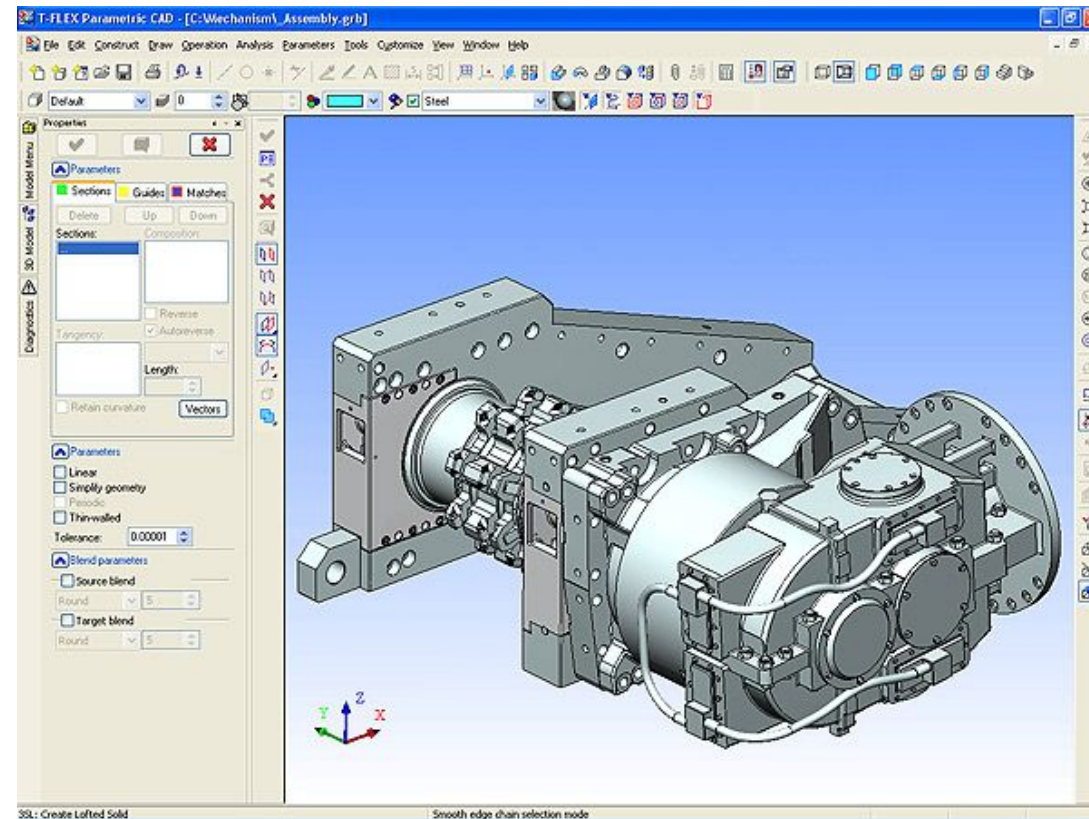 T-FLEX Parametric CAD - [C:\Mechanism\_Assembly.grb]
File Edit Construct Draw Operation Analysis Parameters Tools Customize View Window Help
Default 0 Steel
Properties
Model Menu
3D Model
Diagnostics
Parameters
Sections Guides Matches
Delete Up Down
Sections: Composition:
...
Reverse
Tangency: Autoreverse
Length:
Retain curvature Vectors
Parameters
Linear
Simplify geometry
Periodic
Thin-walled
Tolerance: 0.00001
Blend parameters
Source blend
Round 5
Target blend
Round 5
Z
Y X
3SL: Create Lofted Solid Smooth edge chain selection mode